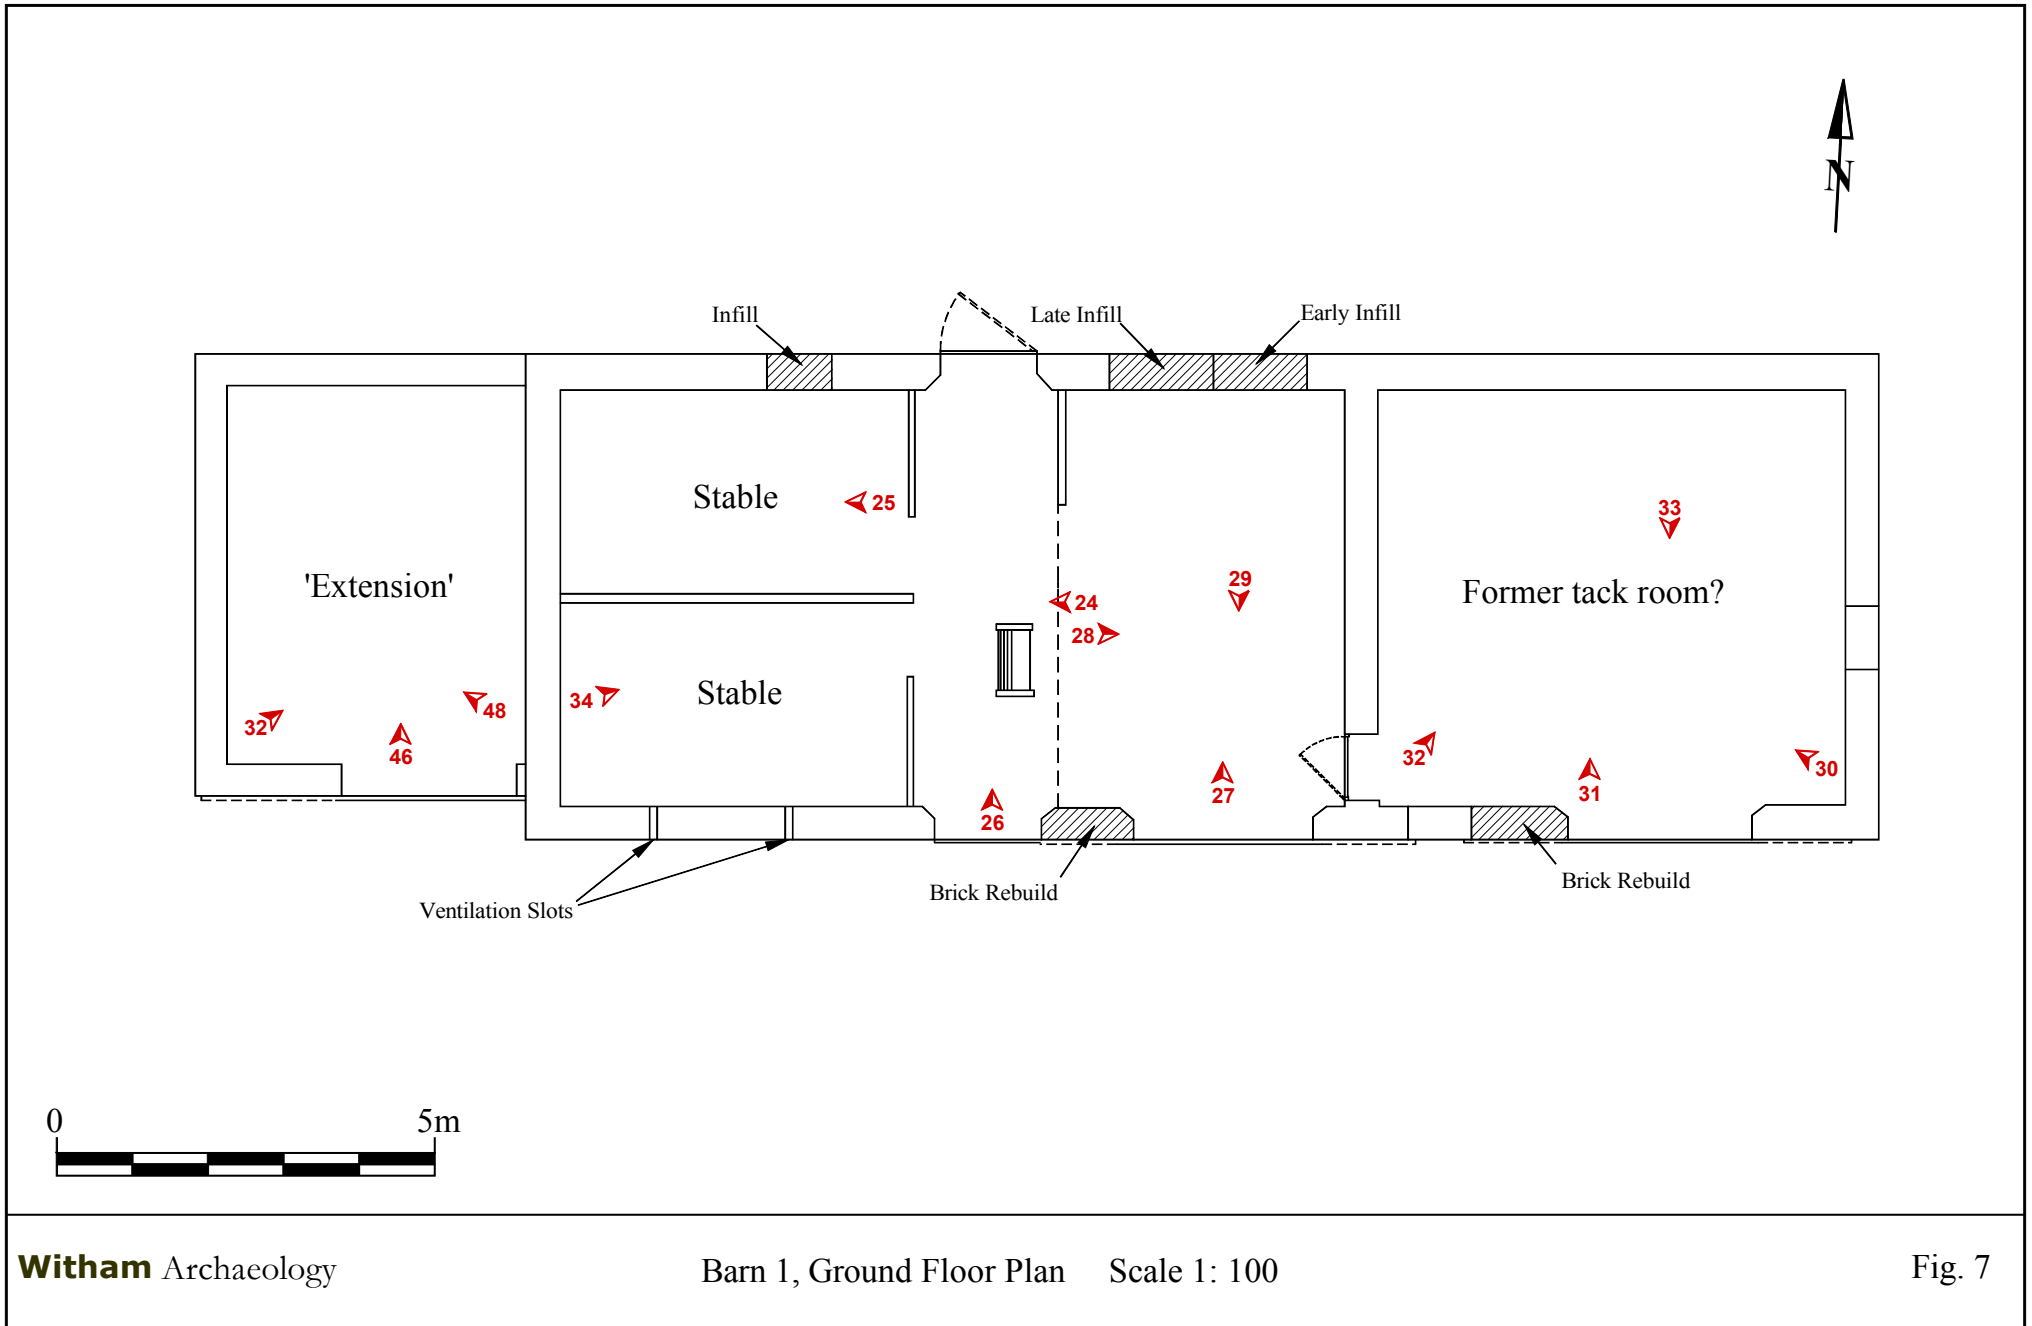 N
Infill
Late Infill
Early Infill
Stable
25
33
'Extension'
29
Former tack room?
24
28
34
Stable
32
48
46
32
30
31
27
26
Ventilation Slots
Brick Rebuild
Brick Rebuild
0
5m
Witham Archaeology
Barn 1, Ground Floor Plan Scale 1: 100
Fig. 7